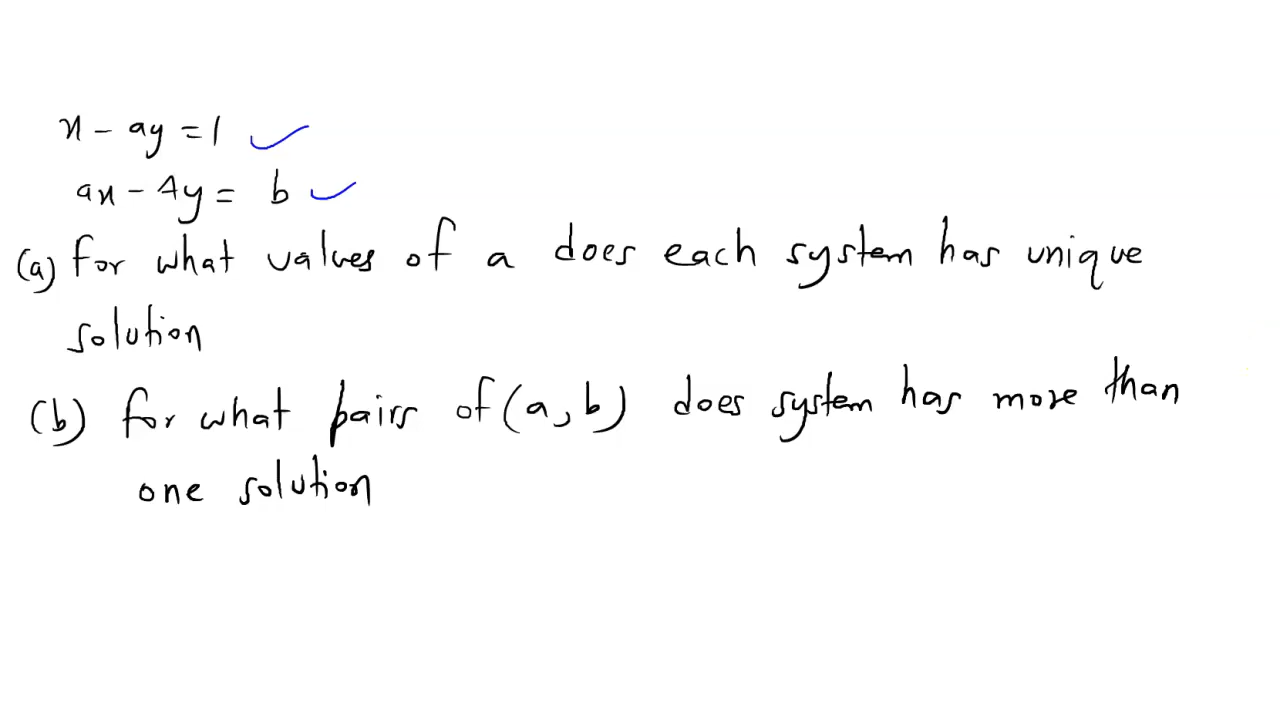 x - ay = 1
ax - 4y = b
(a) for what values of a does each system has unique
solution
(b) for what pairs of (a, b) does system has more than
one solution